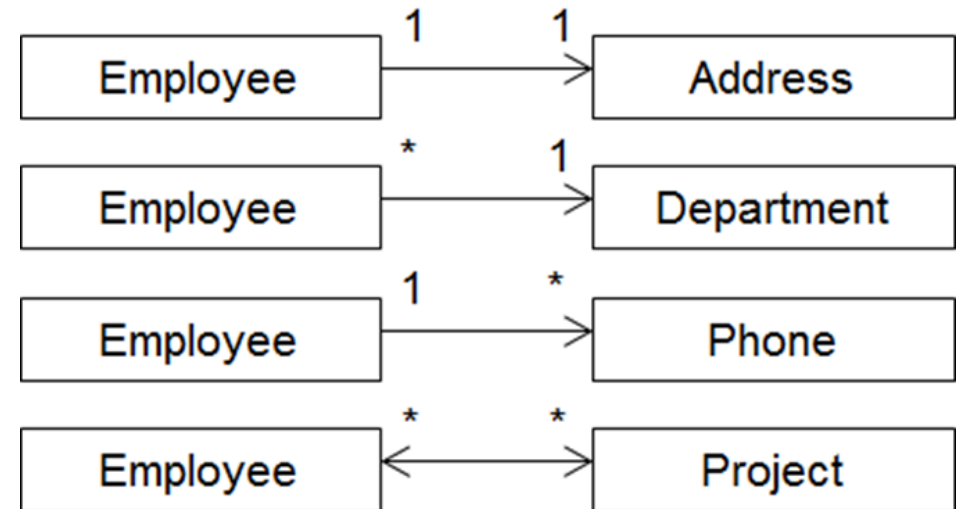 1 1
Employee Address
* 1
Employee Department
1 *
Employee Phone
* *
Employee Project